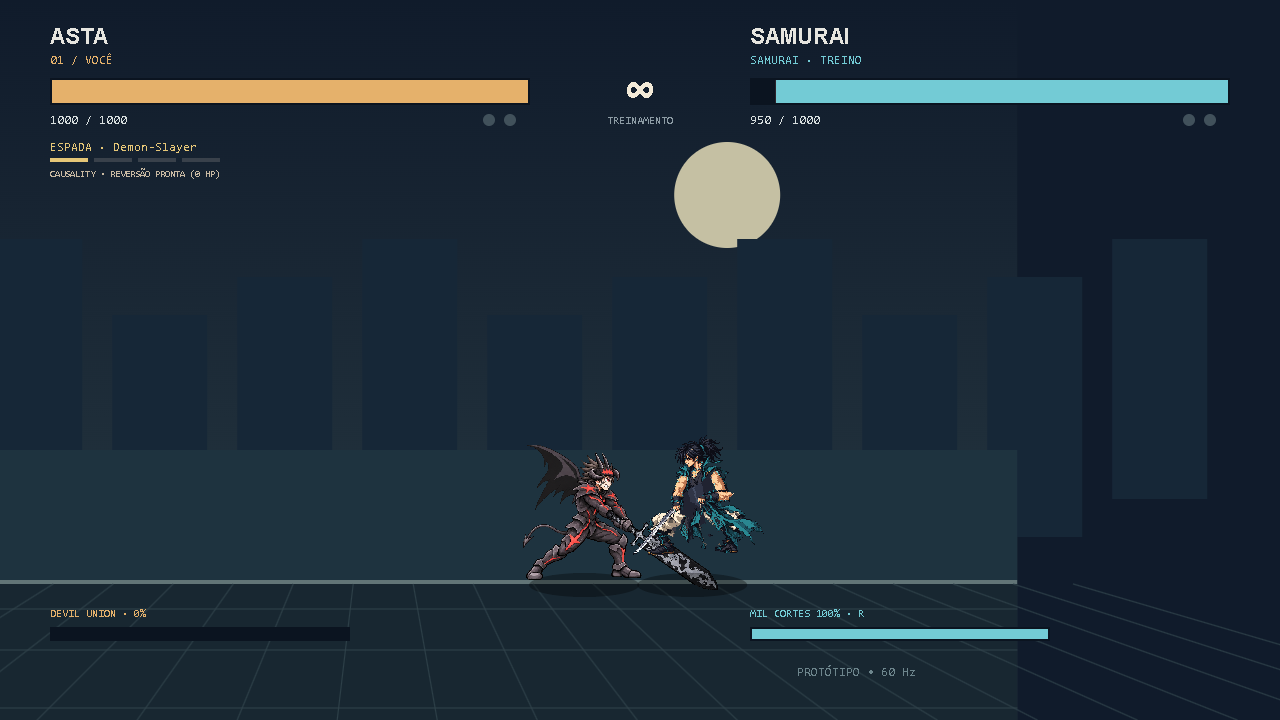 ASTA
01 / VOCÊ
1000 / 1000
ESPADA · Demon-Slayer
CAUSALITY · REVERSÃO PRONTA (0 HP)
∞
TREINAMENTO
SAMURAI
SAMURAI · TREINO
950 / 1000
DEVIL UNION · 0%
MIL CORTES 100% · R
PROTÓTIPO • 60 Hz